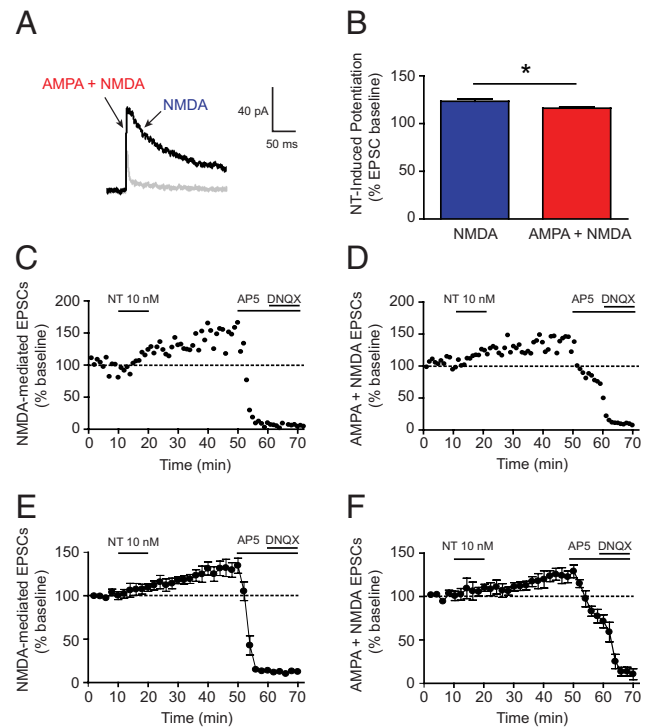 A
AMPA + NMDA
NMDA
40 pA
50 ms
B
NT-Induced Potentiation
(% EPSC baseline)
150
100
50
0
*
NMDA
AMPA + NMDA
C
NMDA-mediated EPSCs
(% baseline)
200
150
100
50
0
NT 10 nM
AP5
DNQX
0 10 20 30 40 50 60 70
Time (min)
D
AMPA + NMDA EPSCs
(% baseline)
200
150
100
50
0
NT 10 nM
AP5
DNQX
0 10 20 30 40 50 60 70
Time (min)
E
NMDA-mediated EPSCs
(% baseline)
150
100
50
0
NT 10 nM
AP5
DNQX
0 10 20 30 40 50 60 70
Time (min)
F
AMPA + NMDA EPSCs
(% baseline)
150
100
50
0
NT 10 nM
AP5
DNQX
0 10 20 30 40 50 60 70
Time (min)